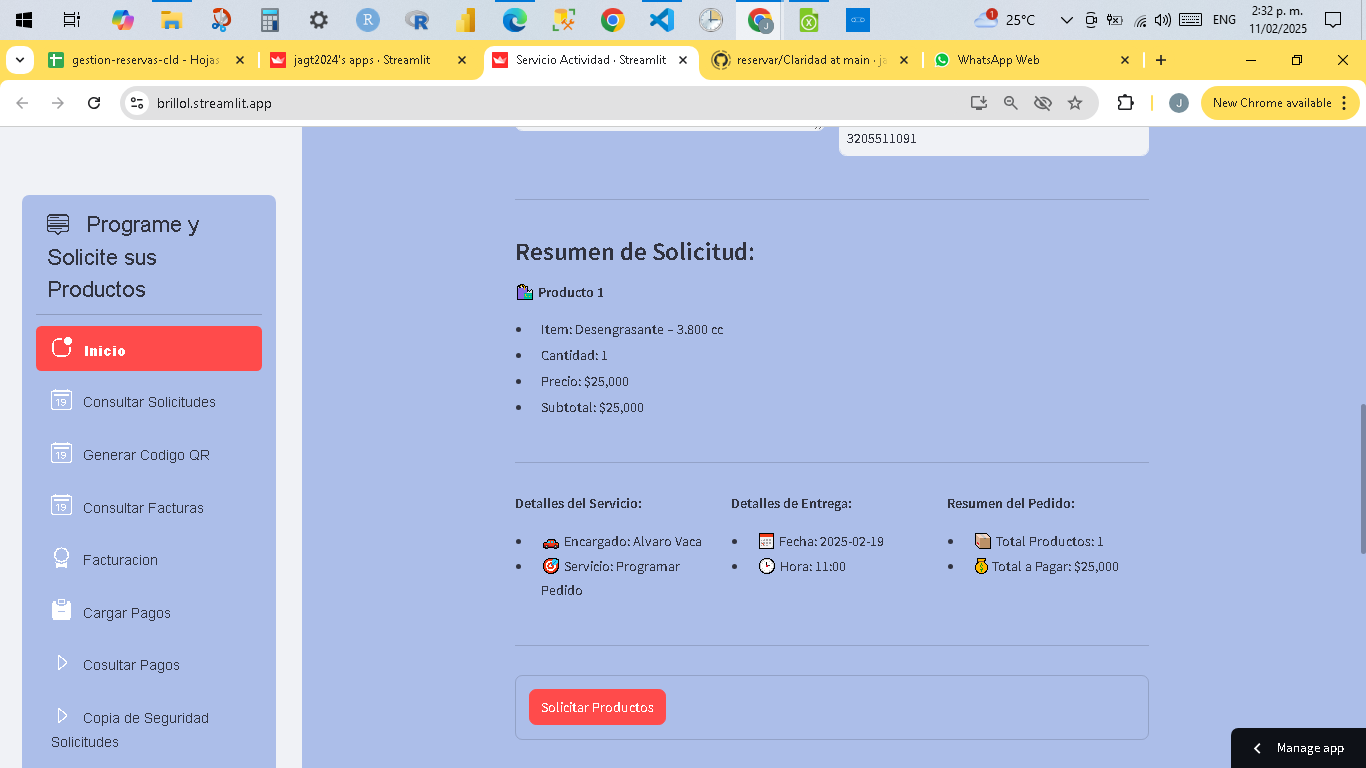 25°C
ENG
2:32 p. m.
11/02/2025
gestion-reservas-cld - Hojas
jagt2024's apps · Streamlit
Servicio Actividad · Streamlit
reservar/Claridad at main · ja
WhatsApp Web
brillol.streamlit.app
J
New Chrome available
3205511091
Programe y
Solicite sus
Productos
Inicio
19 Consultar Solicitudes
19 Generar Codigo QR
19 Consultar Facturas
Facturacion
Cargar Pagos
Cosultar Pagos
Copia de Seguridad
Solicitudes
Resumen de Solicitud:
Producto 1
• Item: Desengrasante – 3.800 cc
• Cantidad: 1
• Precio: $25,000
• Subtotal: $25,000
Detalles del Servicio:
• Encargado: Alvaro Vaca
• Servicio: Programar
Pedido
Detalles de Entrega:
• Fecha: 2025-02-19
• Hora: 11:00
Resumen del Pedido:
• Total Productos: 1
• Total a Pagar: $25,000
Solicitar Productos
Manage app